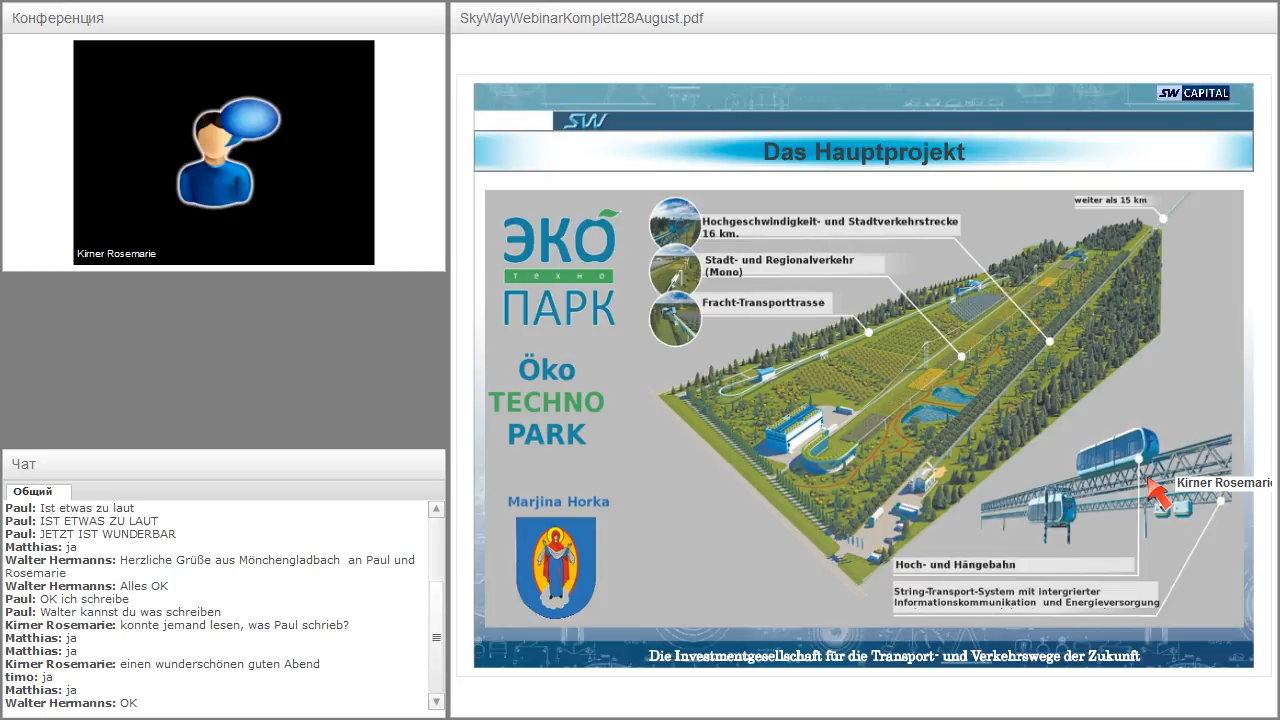 Конференция
Kirner Rosemarie
Чат
Общий
Paul: Ist etwas zu laut
Paul: IST ETWAS ZU LAUT
Paul: JETZT IST WUNDERBAR
Matthias: ja
Walter Hermanns: Herzliche Grüße aus Mönchengladbach an Paul und
Rosemarie
Walter Hermanns: Alles OK
Paul: OK ich schreibe
Paul: Walter kannst du was schreiben
Kirner Rosemarie: konnte jemand lesen, was Paul schrieb?
Matthias: ja
Matthias: ja
Kirner Rosemarie: einen wunderschönen guten Abend
timo: ja
Matthias: ja
Walter Hermanns: OK
SkyWayWebinarKomplett28August.pdf
SW CAPITAL
SW
Das Hauptprojekt
ЭКО
техно
ПАРК
Öko
TECHNO
PARK
Marjina Horka
Hochgeschwindigkeit- und Stadtverkehrstrecke
16 km.
Stadt- und Regionalverkehr
(Mono)
Fracht-Transporttrasse
weiter als 15 km
Kirner Rosemarie
Hoch- und Hängebahn
String-Transport-System mit intergrierter
Informationskommunikation und Energieversorgung
Die Investmentgesellschaft für die Transport- und Verkehrswege der Zukunft